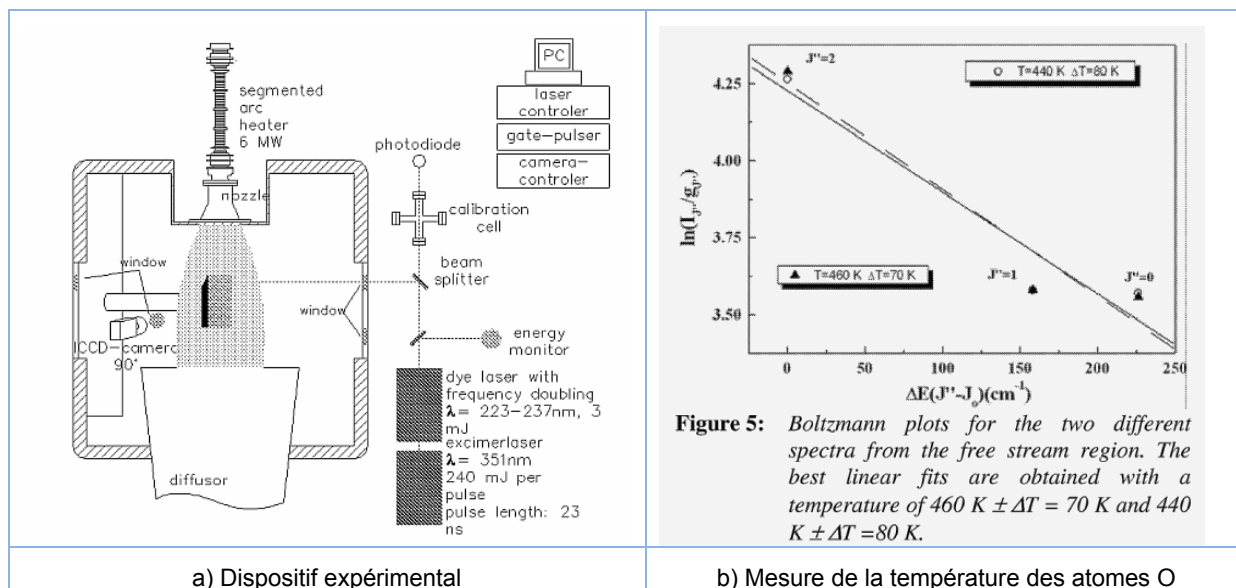 PC
laser
controler
gate-pulser
camera-
controler
segmented
arc
heater
6 MW
photodiode
nozzle
calibration
cell
window
beam
splitter
window
ICCD-camera
90°
energy
monitor
dye laser with
frequency doubling
λ= 223-237nm, 3
mJ
excimerlaser
λ= 351nm
240 mJ per
pulse
pulse length: 23
ns
diffusor
J''=2
T=440 K ΔT=80 K
4.25
4.00
3.75
3.50
ln(I_J''/g_J'')
T=460 K ΔT=70 K
J''=1
J''=0
0 50 100 150 200 250
ΔE(J''-J_o)(cm⁻¹)
Figure 5: Boltzmann plots for the two different
spectra from the free stream region. The
best linear fits are obtained with a
temperature of 460 K ± ΔT = 70 K and 440
K ± ΔT =80 K.
a) Dispositif expérimental
b) Mesure de la température des atomes O